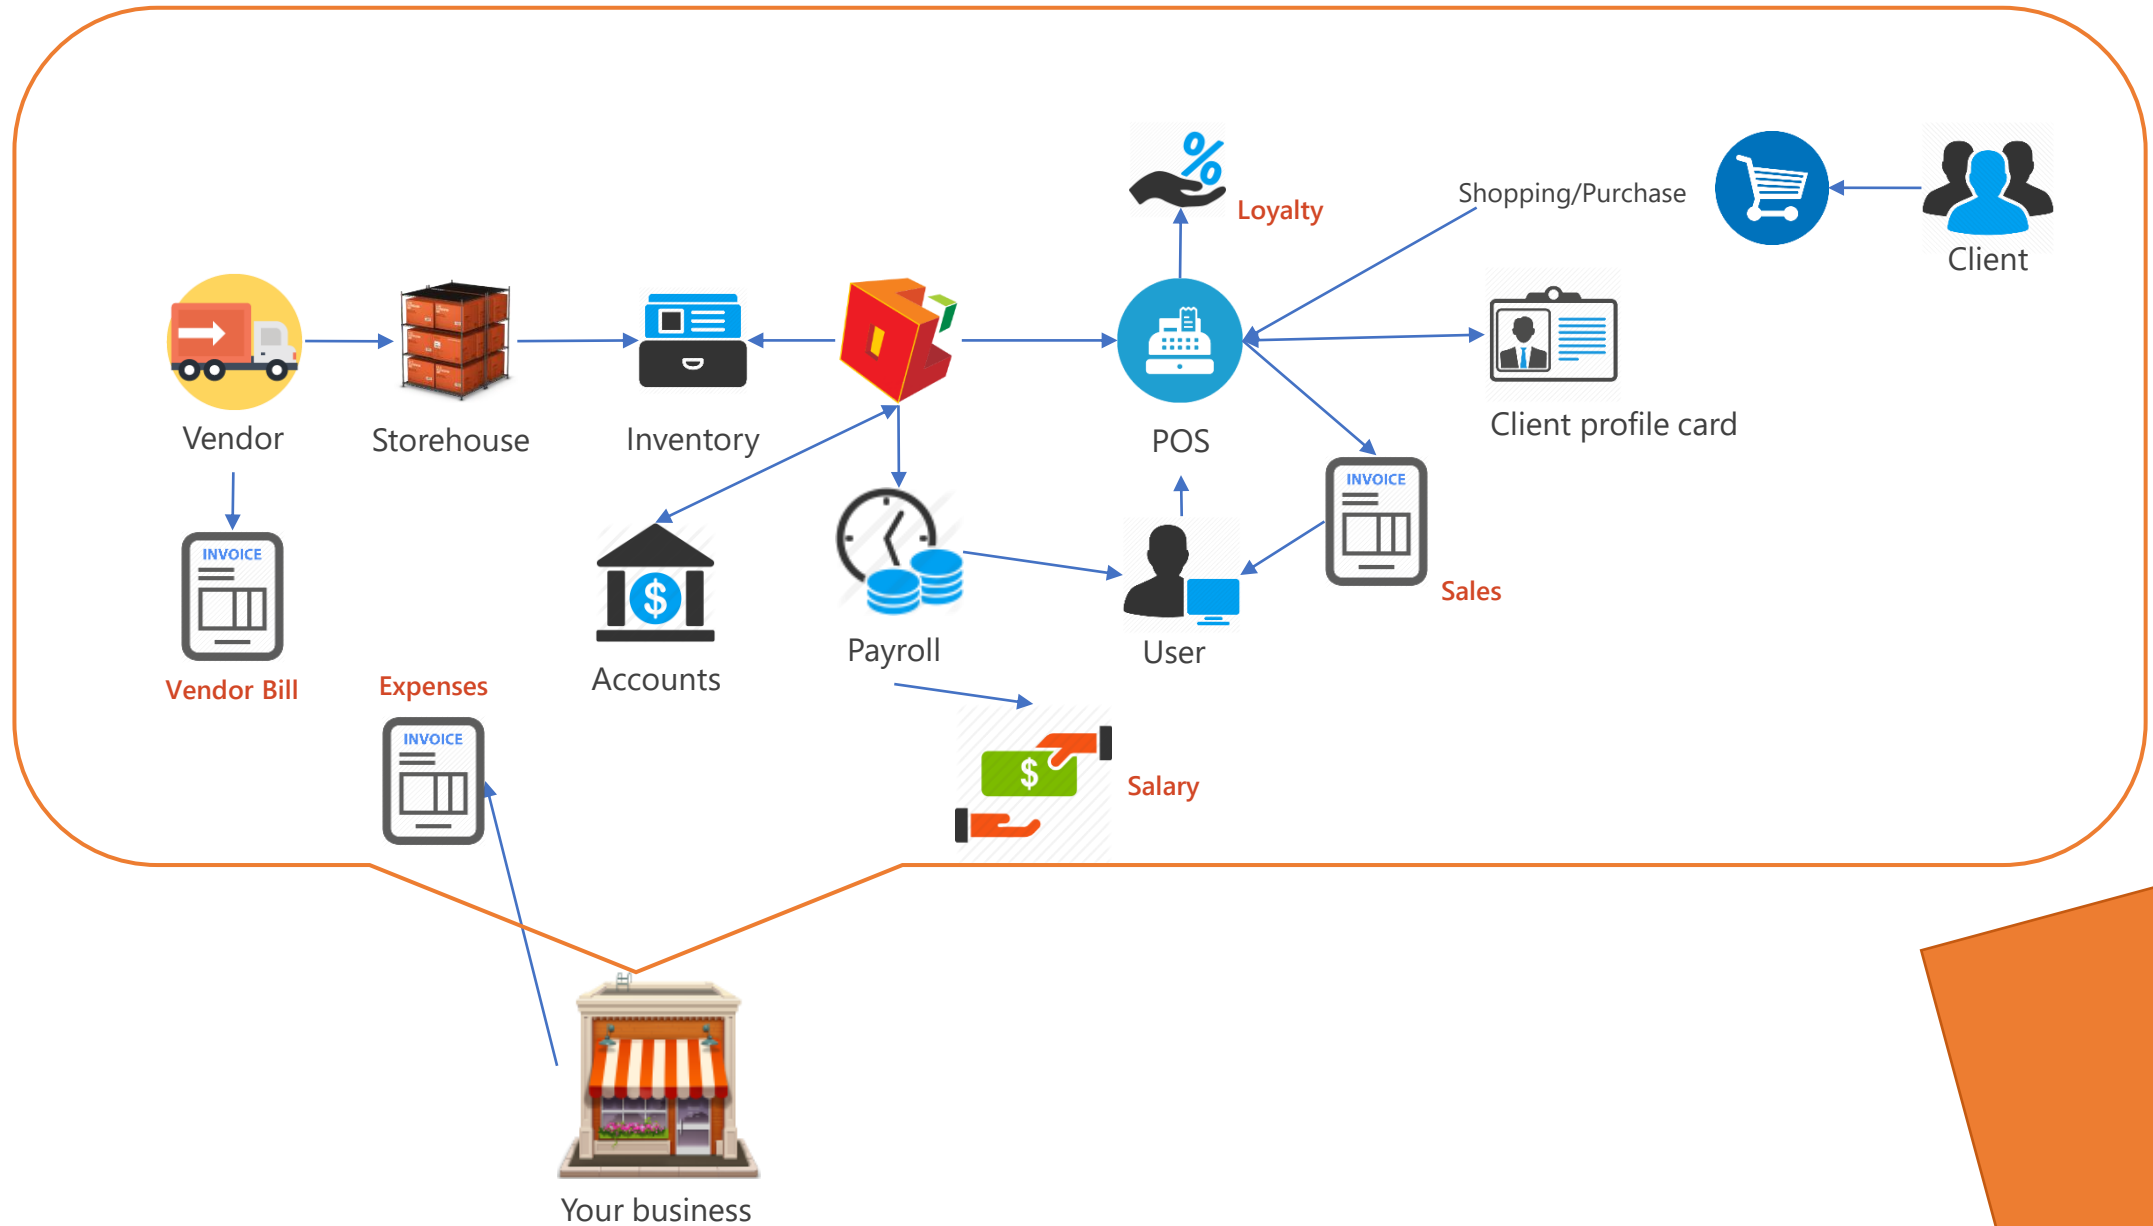 Loyalty
Shopping/Purchase
Client
Vendor
Storehouse
Inventory
POS
Client profile card
INVOICE
Vendor Bill
Expenses
INVOICE
Accounts
Payroll
User
INVOICE
Sales
Salary
Your business